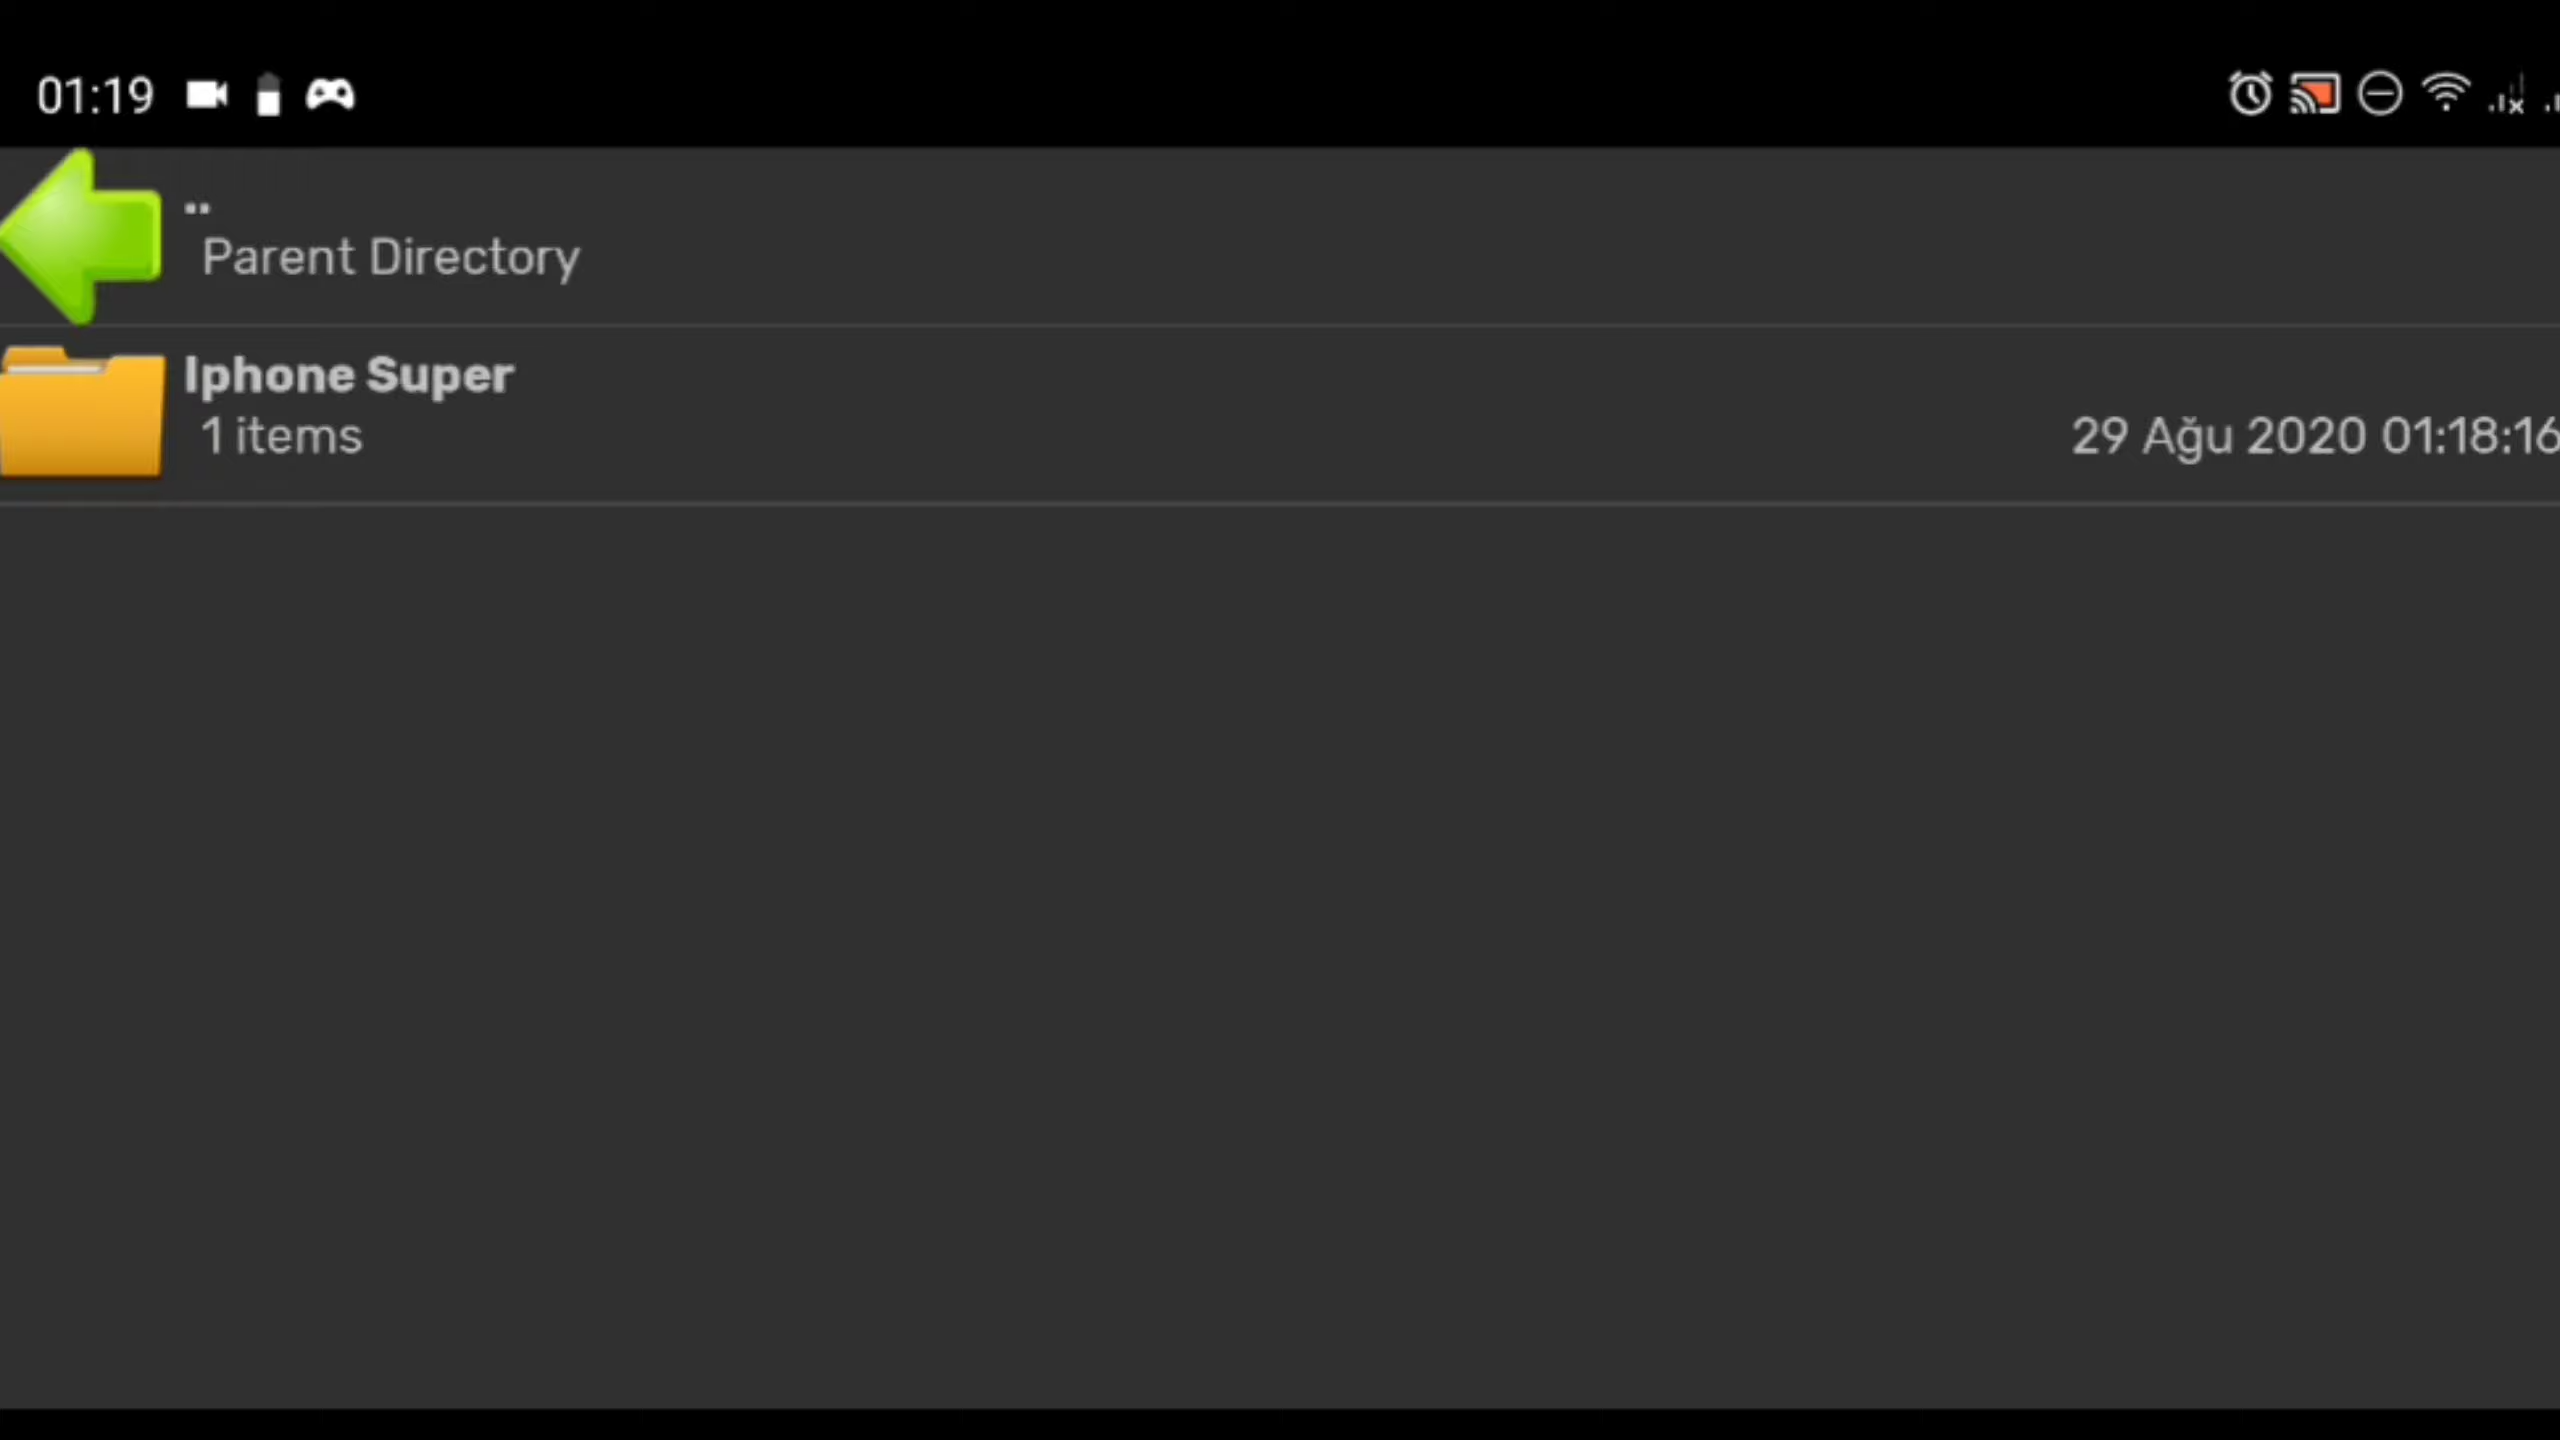 01:19
..
Parent Directory
Iphone Super
1 items
29 Ağu 2020 01:18:16